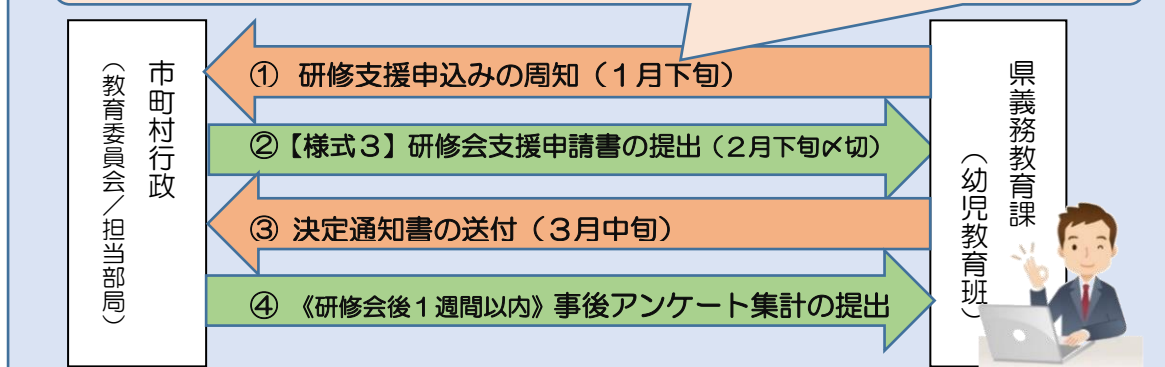 市町村行政
（教育委員会／担当部局）
① 研修支援申込みの周知（１月下旬）
②【様式３】研修会支援申請書の提出（２月下旬〆切）
③ 決定通知書の送付（３月中旬）
④ 《研修会後１週間以内》事後アンケート集計の提出
県義務教育課
（幼児教育班）